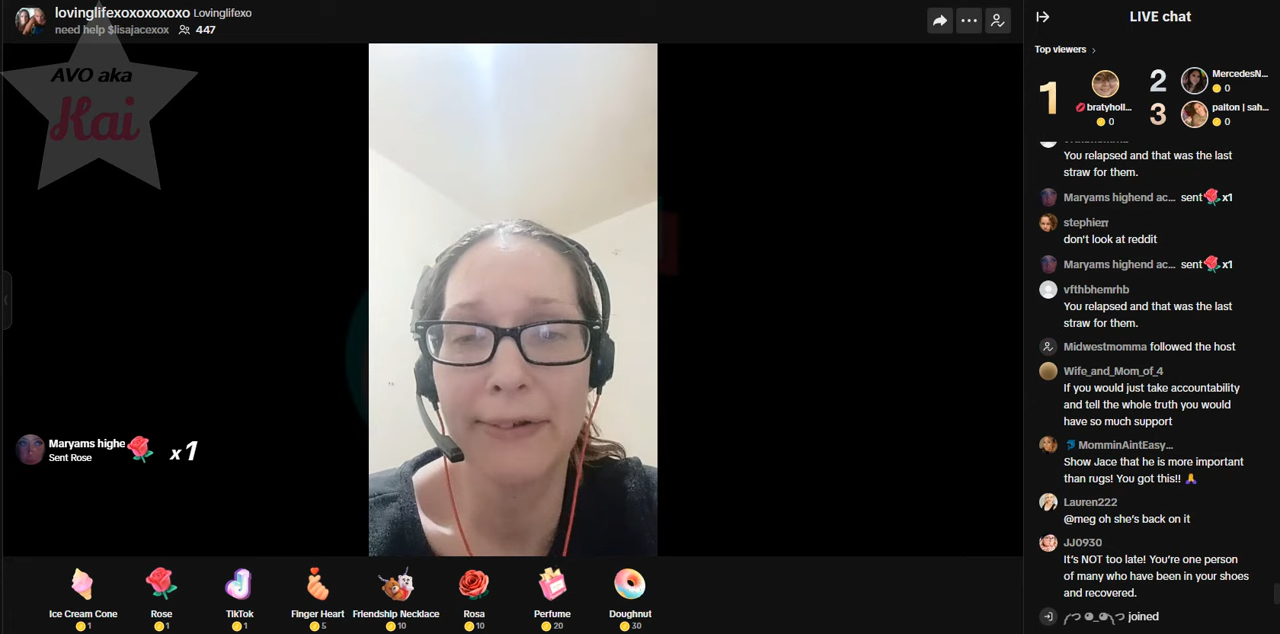 lovinglifexoxoxoxoxo Lovinglifexo
need help $lisajacexox 447
AVO aka
Kai
LIVE chat
Top viewers
1
bratyholl...
0
2
MercedesN...
0
3
paiton | sah...
0
You relapsed and that was the last
straw for them.
Maryams highend ac... sent x1
stephierr
don't look at reddit
Maryams highend ac... sent x1
vfthbhemrhb
You relapsed and that was the last
straw for them.
Midwestmomma followed the host
Wife_and_Mom_of_4
If you would just take accountability
and tell the whole truth you would
have so much support
MomminAintEasy...
Show Jace that he is more important
than rugs! You got this!!
Lauren222
@meg oh she's back on it
JJ0930
It's NOT too late! You're one person
of many who have been in your shoes
and recovered.
joined
Maryams highe
Sent Rose
x 1
Ice Cream Cone
1
Rose
1
TikTok
1
Finger Heart
5
Friendship Necklace
10
Rosa
10
Perfume
20
Doughnut
30